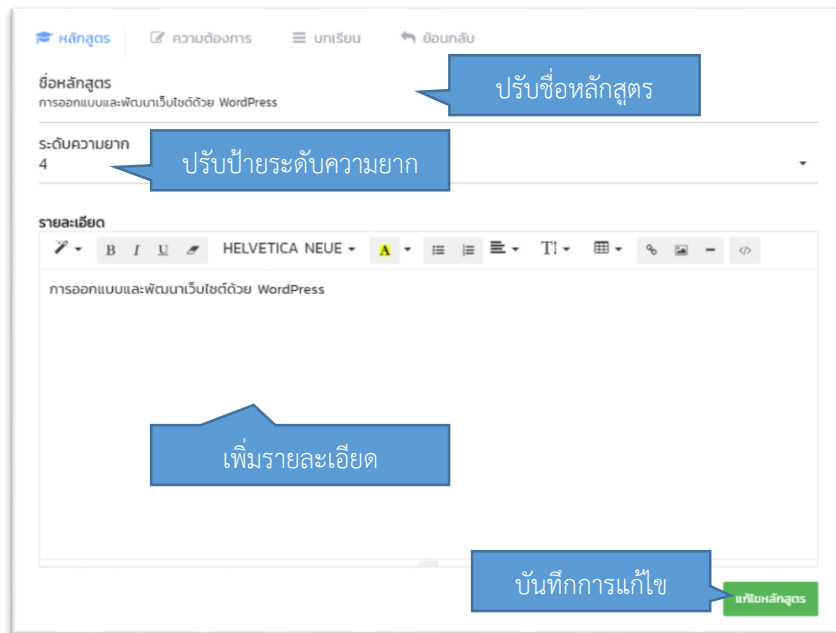 หลักสูตร ความต้องการ บทเรียน ย้อนกลับ
ชื่อหลักสูตร
การออกแบบและพัฒนาเว็บไซต์ด้วย WordPress
ปรับชื่อหลักสูตร
ระดับความยาก
4
ปรับป้ายระดับความยาก
รายละเอียด
B I U HELVETICA NEUE A TI </>
การออกแบบและพัฒนาเว็บไซต์ด้วย WordPress
เพิ่มรายละเอียด
บันทึกการแก้ไข
แก้ไขหลักสูตร